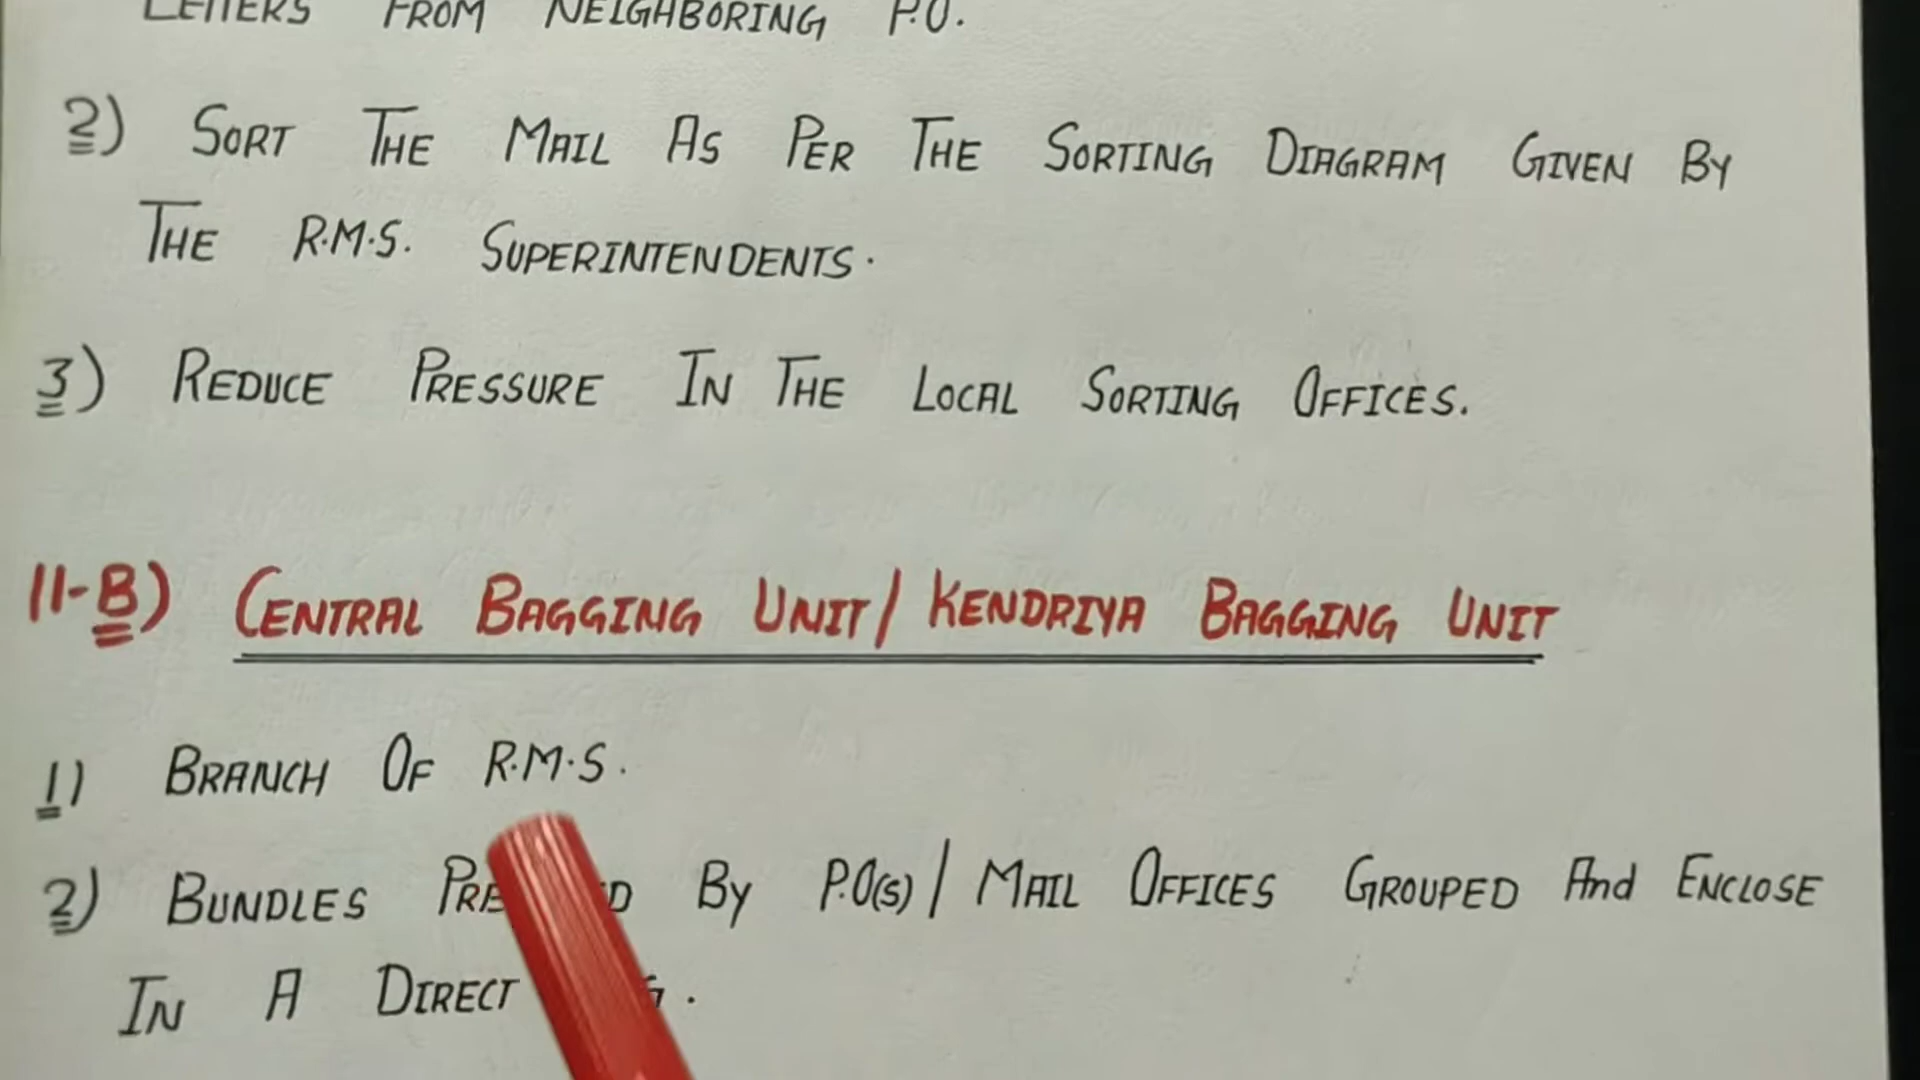 LETTERS FROM NEIGHBORING P.O.
2) SORT THE MAIL AS PER THE SORTING DIAGRAM GIVEN BY
THE R.M.S. SUPERINTENDENTS.
3) REDUCE PRESSURE IN THE LOCAL SORTING OFFICES.
11-B) CENTRAL BAGGING UNIT/ KENDRIYA BAGGING UNIT
1) BRANCH OF R.M.S.
2) BUNDLES BY P.O(s)/ MAIL OFFICES GROUPED And ENCLOSE
IN A DIRECT